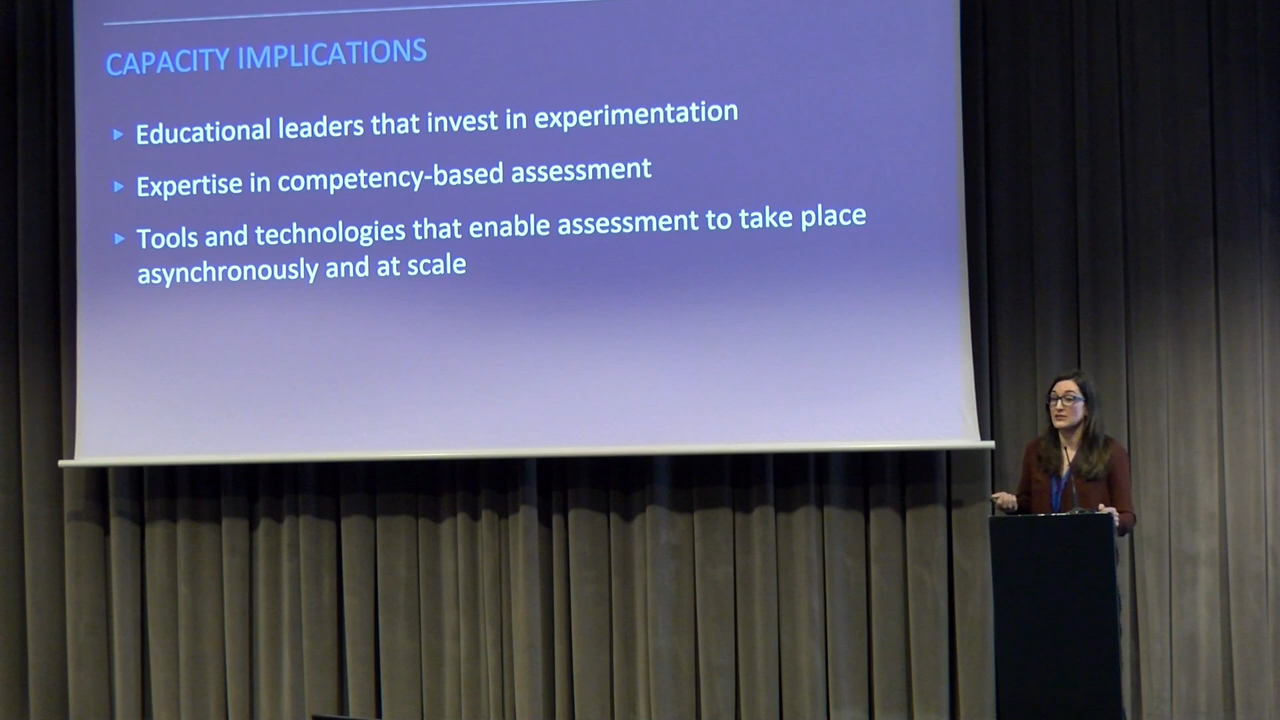 CAPACITY IMPLICATIONS
Educational leaders that invest in experimentation
Expertise in competency-based assessment
Tools and technologies that enable assessment to take place
asynchronously and at scale